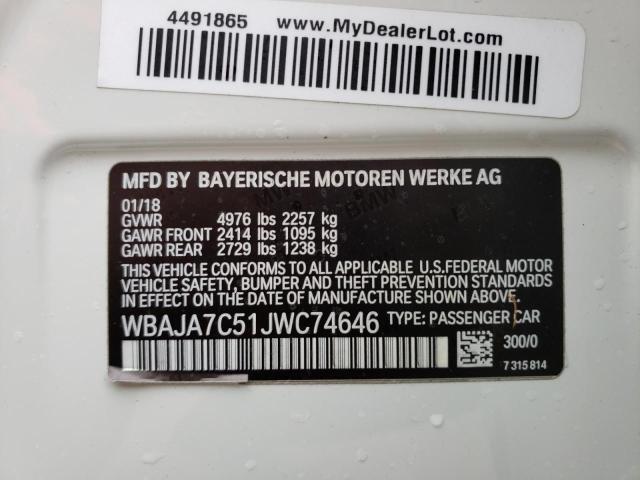 4491865 www.MyDealerLot.com
MFD BY BAYERISCHE MOTOREN WERKE AG
01/18
GVWR 4976 lbs 2257 kg
GAWR FRONT 2414 lbs 1095 kg
GAWR REAR 2729 lbs 1238 kg
THIS VEHICLE CONFORMS TO ALL APPLICABLE U.S.FEDERAL MOTOR
VEHICLE SAFETY, BUMPER AND THEFT PREVENTION STANDARDS
IN EFFECT ON THE DATE OF MANUFACTURE SHOWN ABOVE.
WBAJA7C51JWC74646 TYPE: PASSENGER CAR
300/0
7 315 814